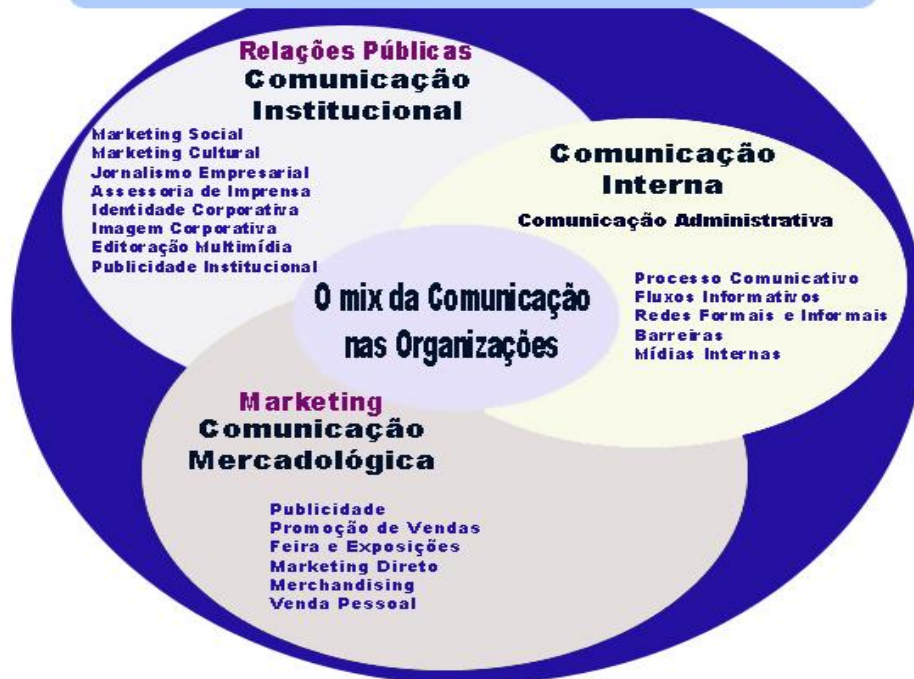 Relações Públicas
Comunicação
Institucional
Marketing Social
Marketing Cultural
Jornalismo Empresarial
Assessoria de Imprensa
Identidade Corporativa
Imagem Corporativa
Editoração Multimídia
Publicidade Institucional
Comunicação
Interna
Comunicação Administrativa
Processo Comunicativo
Fluxos Informativos
Redes Formais e Informais
Barreiras
Mídias Internas
O mix da Comunicação
nas Organizações
Marketing
Comunicação
Mercadológica
Publicidade
Promoção de Vendas
Feira e Exposições
Marketing Direto
Merchandising
Venda Pessoal